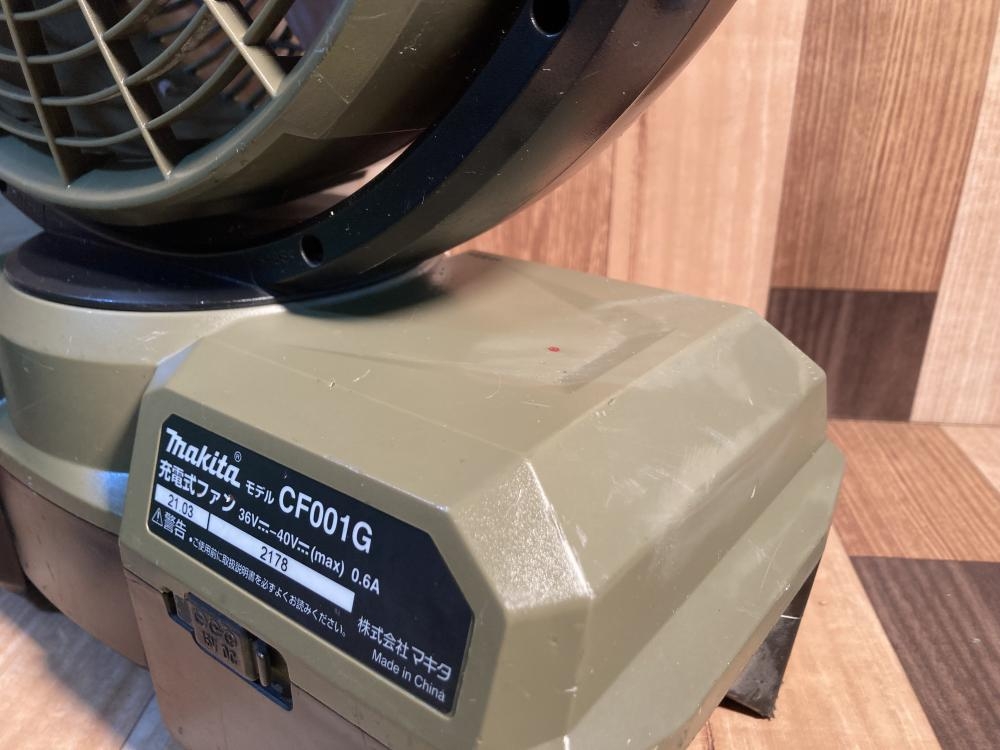 makita® モデル CF001G
充電式ファン 36V⎓-40V⎓(max) 0.6A
21 03 2178
⚠警告 •ご使用前に取扱説明書を必ずよくお読みください。
株式会社マキタ
Made in China